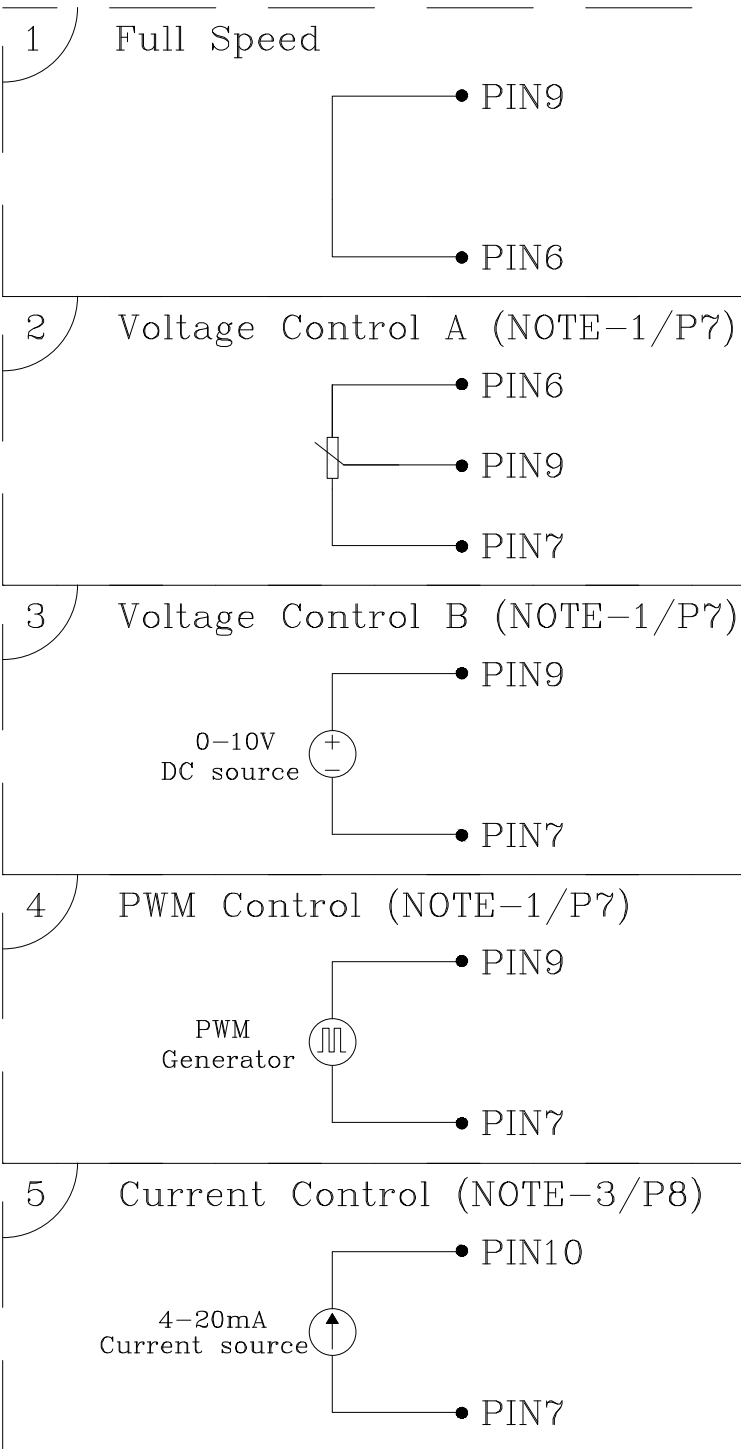 1 Full Speed
PIN9
PIN6
2 Voltage Control A (NOTE-1/P7)
PIN6
PIN9
PIN7
3 Voltage Control B (NOTE-1/P7)
PIN9
0-10V
+
DC source
−
PIN7
4 PWM Control (NOTE-1/P7)
PIN9
PWM
Generator
PIN7
5 Current Control (NOTE-3/P8)
PIN10
4-20mA
Current source
PIN7